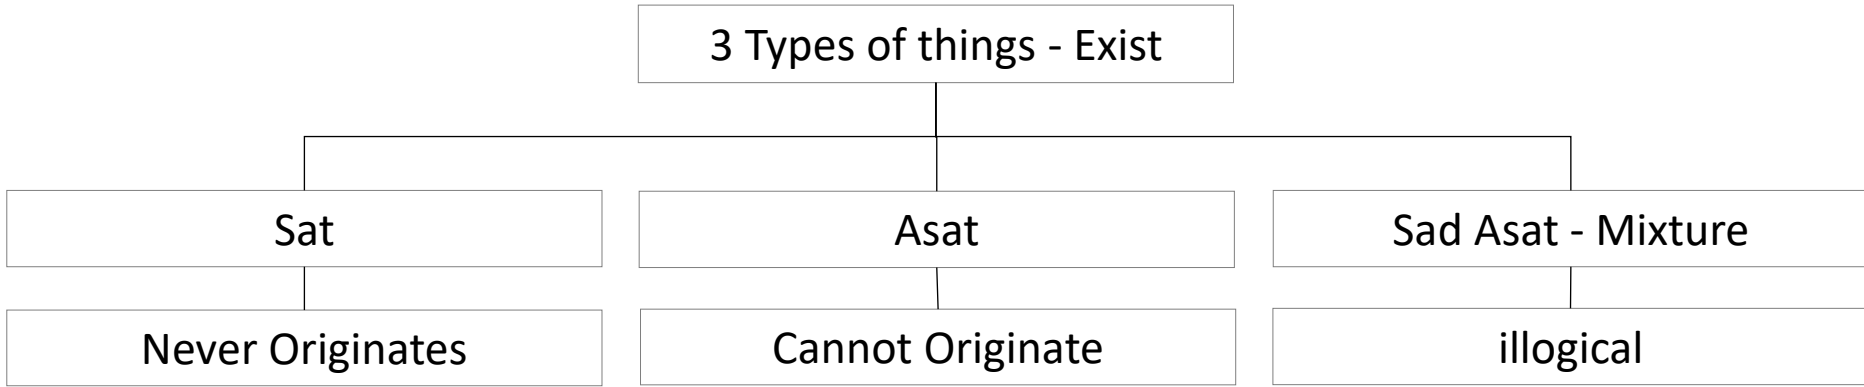 3 Types of things - Exist
Sat
Asat
Sad Asat - Mixture
Never Originates
Cannot Originate
illogical